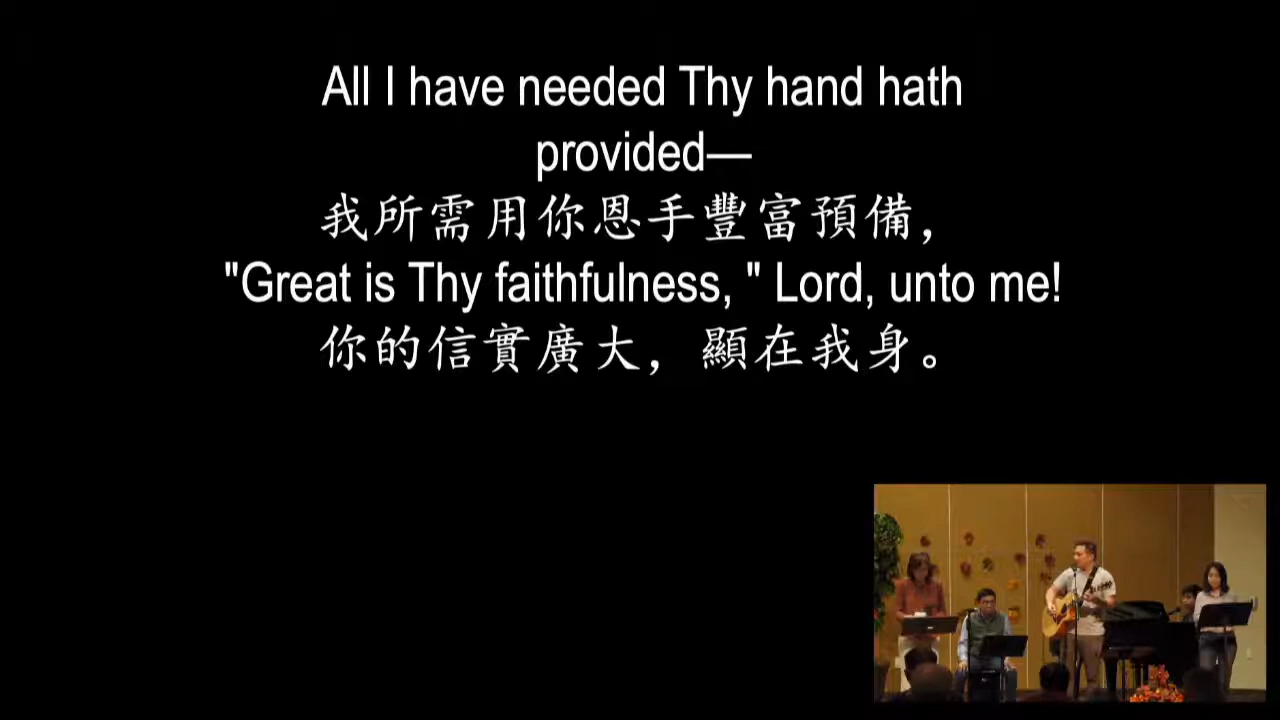 All I have needed Thy hand hath
provided—
我所需用你恩手豐富預備，
"Great is Thy faithfulness, " Lord, unto me!
你的信實廣大，顯在我身。